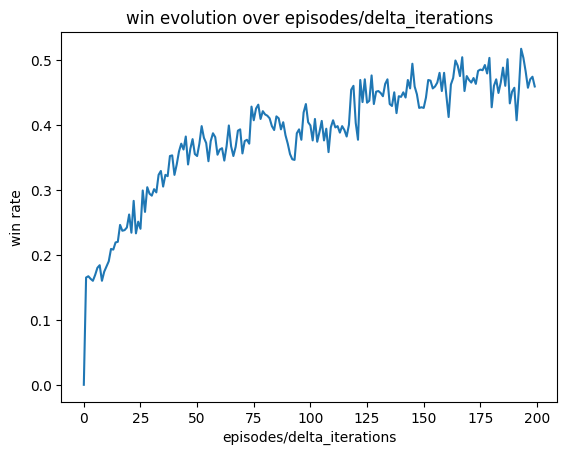 win evolution over episodes/delta_iterations
win rate
0.5
0.4
0.3
0.2
0.1
0.0
0 25 50 75 100 125 150 175 200
episodes/delta_iterations